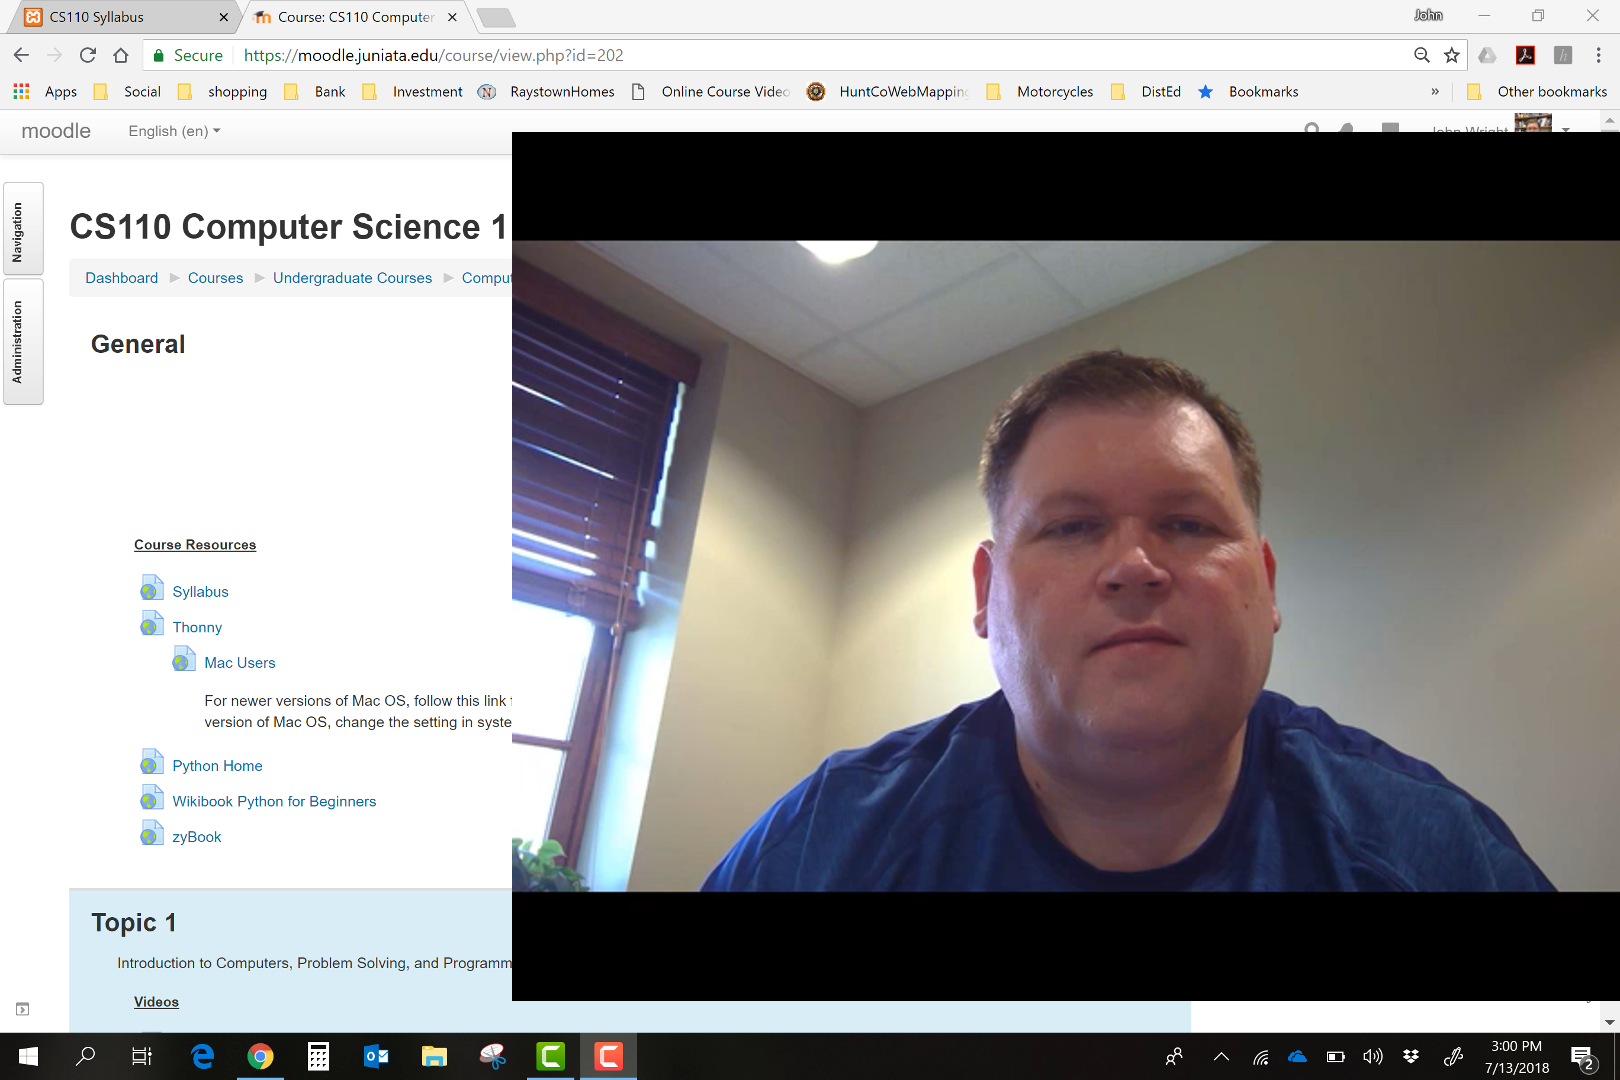 CS110 Syllabus
Course: CS110 Computer
John
Secure
https://moodle.juniata.edu/course/view.php?id=202
Apps
Social
shopping
Bank
Investment
N
RaystownHomes
Online Course Video
HuntCoWebMapping
Motorcycles
DistEd
Bookmarks
»
Other bookmarks
moodle
English (en)
John Wright
Navigation
Administration
CS110 Computer Science 1
Dashboard
Courses
Undergraduate Courses
Comput
General
Course Resources
Syllabus
Thonny
Mac Users
For newer versions of Mac OS, follow this link
version of Mac OS, change the setting in syste
Python Home
Wikibook Python for Beginners
zyBook
Topic 1
Introduction to Computers, Problem Solving, and Programm
Videos
3:00 PM
7/13/2018
2